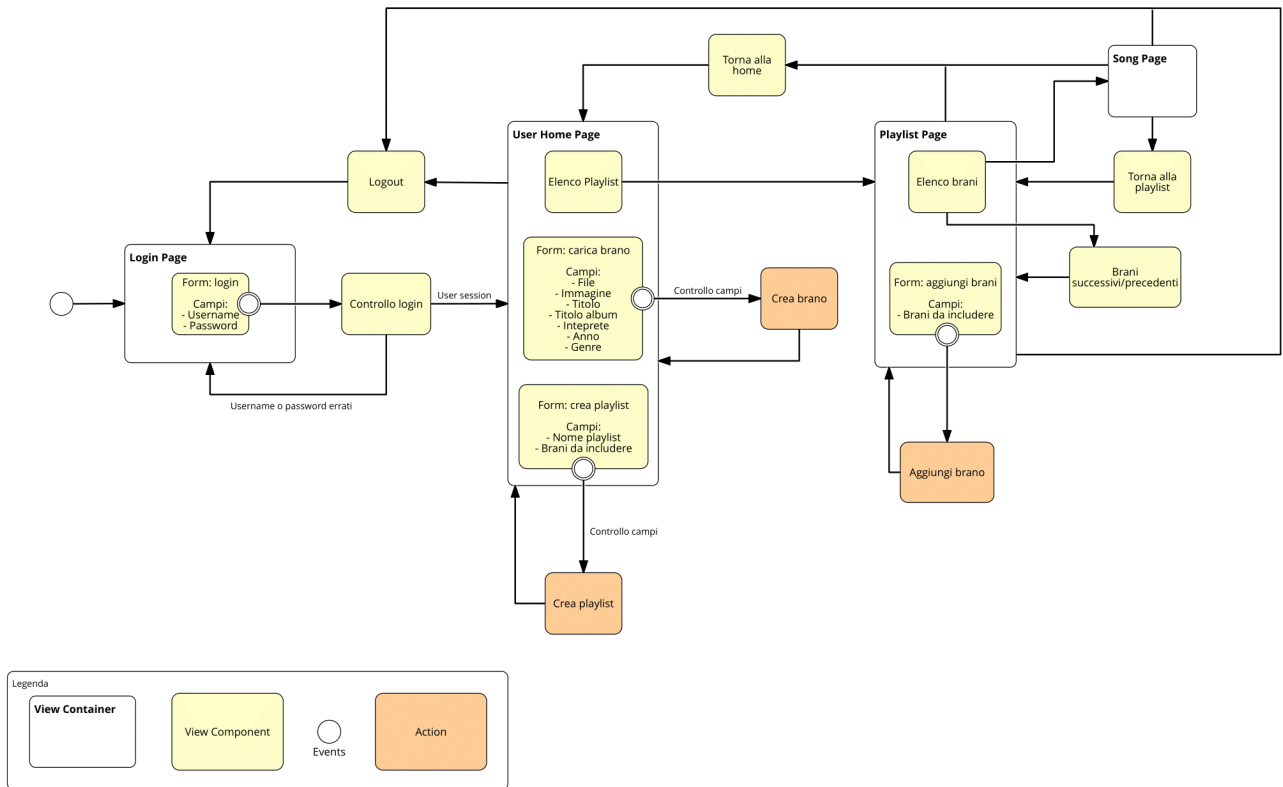 Torna alla
home
Song Page
User Home Page
Playlist Page
Logout
Elenco Playlist
Elenco brani
Torna alla
playlist
Login Page
Form: login
Campi:
- Username
- Password
Controllo login
User session
Username o password errati
Form: carica brano
Campi:
- File
- Immagine
- Titolo
- Titolo album
- Inteprete
- Anno
- Genre
Controllo campi
Crea brano
Brani
successivi/precedenti
Form: aggiungi brani
Campi:
- Brani da includere
Form: crea playlist
Campi:
- Nome playlist
- Brani da includere
Aggiungi brano
Controllo campi
Crea playlist
Legenda
View Container
View Component
Events
Action